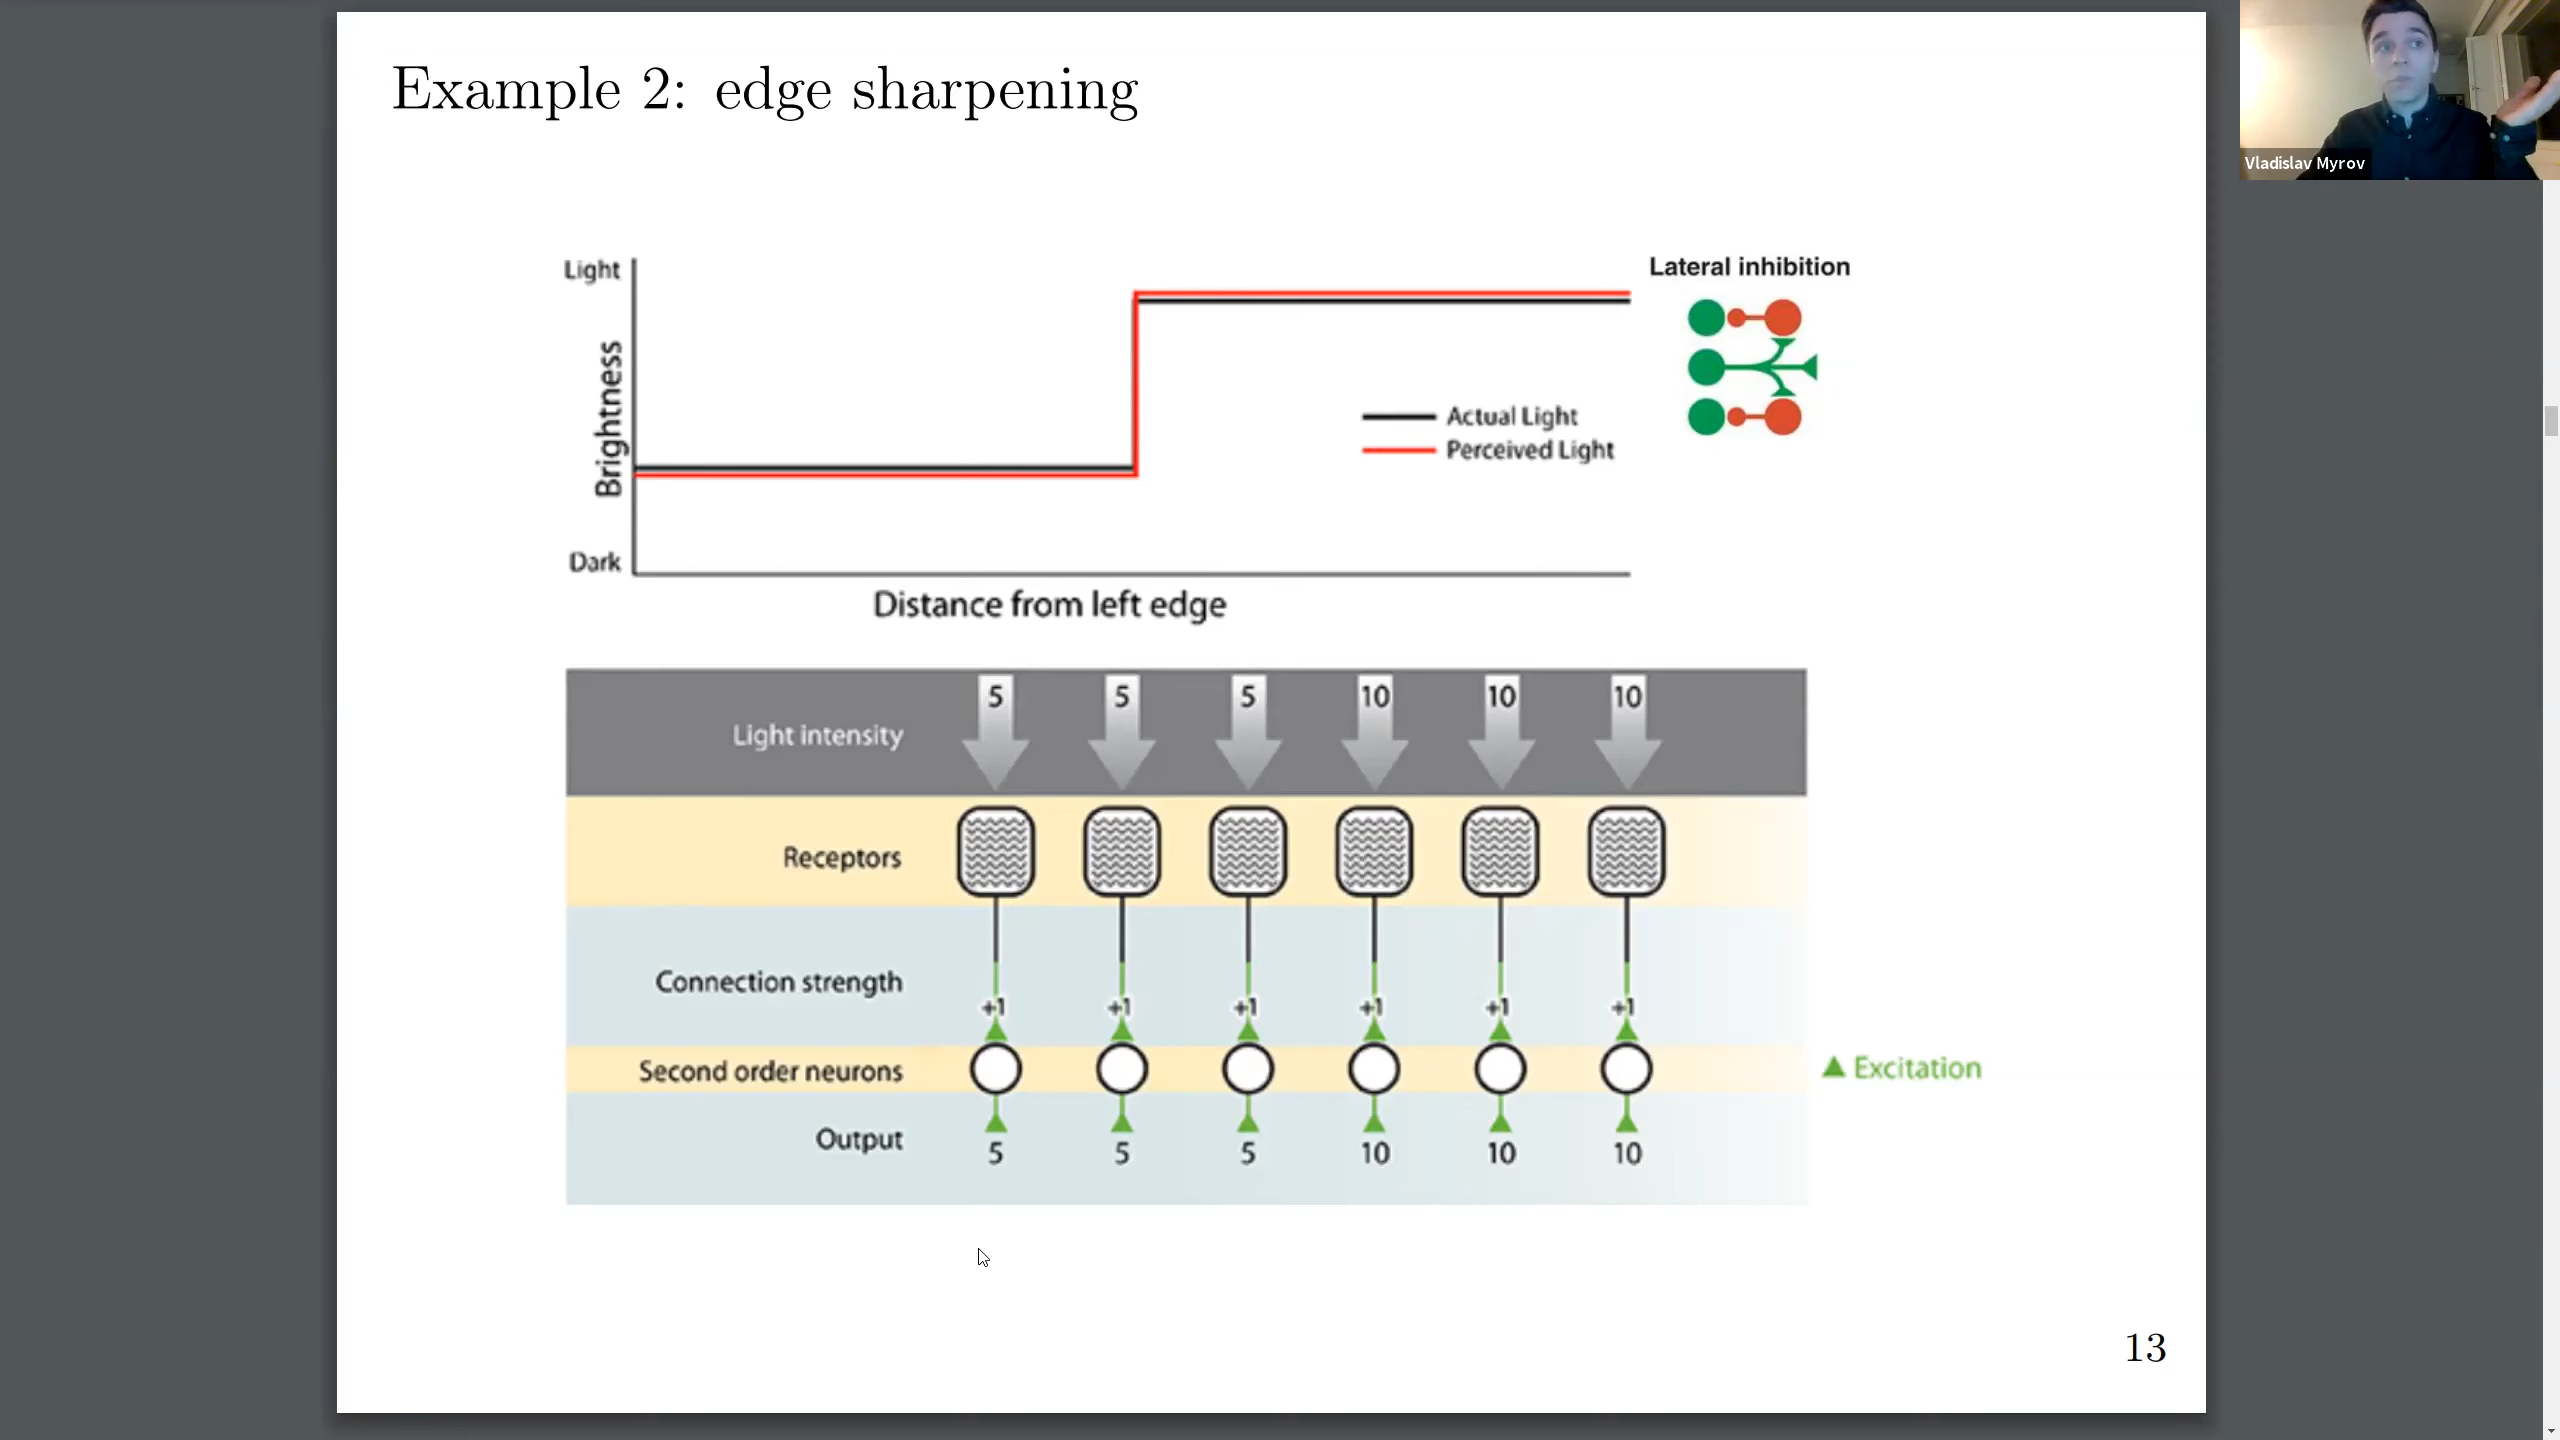 Example 2: edge sharpening
Vladislav Myrov
Light
Brightness
Dark
Distance from left edge
Actual Light
Perceived Light
Lateral inhibition
Light intensity
5 5 5 10 10 10
Receptors
Connection strength
+1 +1 +1 +1 +1 +1
Second order neurons
Excitation
Output
5 5 5 10 10 10
13